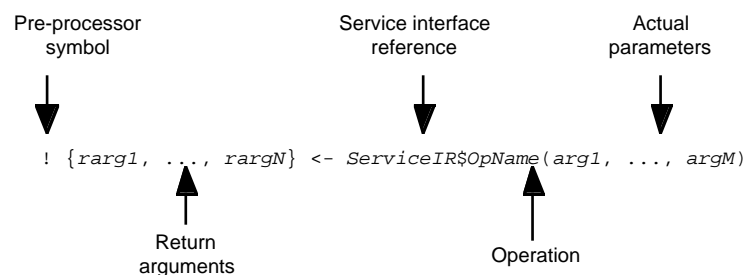 Pre-processor
symbol
Service interface
reference
Actual
parameters
! {rarg1, ..., rargN} <- ServiceIR$OpName(arg1, ..., argM)
Return
arguments
Operation